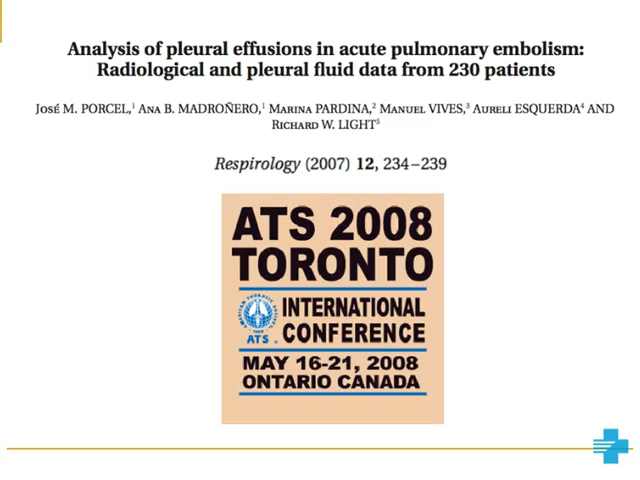 Analysis of pleural effusions in acute pulmonary embolism:
Radiological and pleural fluid data from 230 patients
José M. PORCEL,¹ Ana B. MADROÑERO,¹ Marina PARDINA,² Manuel VIVES,³ Aureli ESQUERDA⁴ AND
Richard W. LIGHT⁵
Respirology (2007) 12, 234–239
ATS 2008
TORONTO
INTERNATIONAL
CONFERENCE
ATS
MAY 16-21, 2008
ONTARIO CANADA